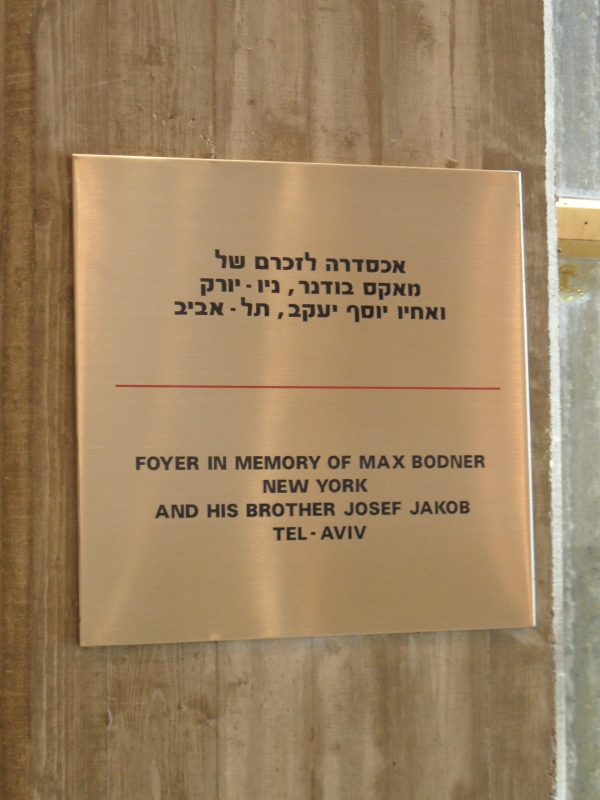 אכסדרה לזכרם של
מאקס בודנר, ניו - יורק
ואחיו יוסף יעקב, תל - אביב
FOYER IN MEMORY OF MAX BODNER
NEW YORK
AND HIS BROTHER JOSEF JAKOB
TEL - AVIV